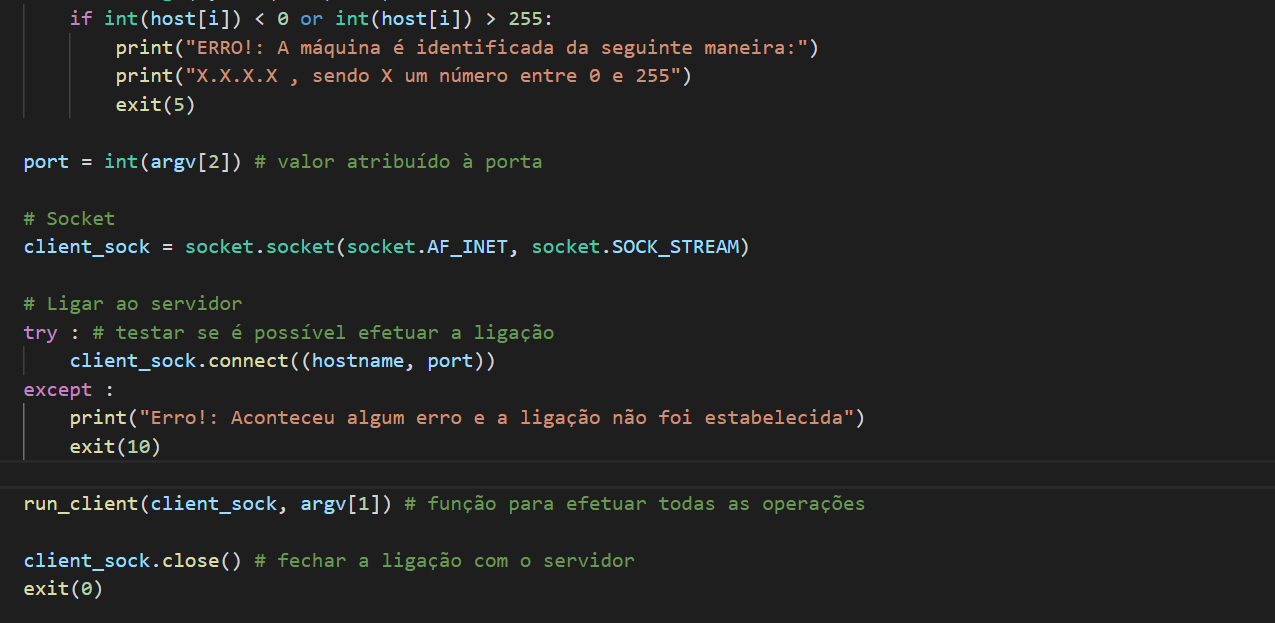 if int(host[i]) < 0 or int(host[i]) > 255:
print("ERRO!: A máquina é identificada da seguinte maneira:")
print("X.X.X.X , sendo X um número entre 0 e 255")
exit(5)
port = int(argv[2]) # valor atribuído à porta
# Socket
client_sock = socket.socket(socket.AF_INET, socket.SOCK_STREAM)
# Ligar ao servidor
try : # testar se é possível efetuar a ligação
client_sock.connect((hostname, port))
except :
print("Erro!: Aconteceu algum erro e a ligação não foi estabelecida")
exit(10)
run_client(client_sock, argv[1]) # função para efetuar todas as operações
client_sock.close() # fechar a ligação com o servidor
exit(0)